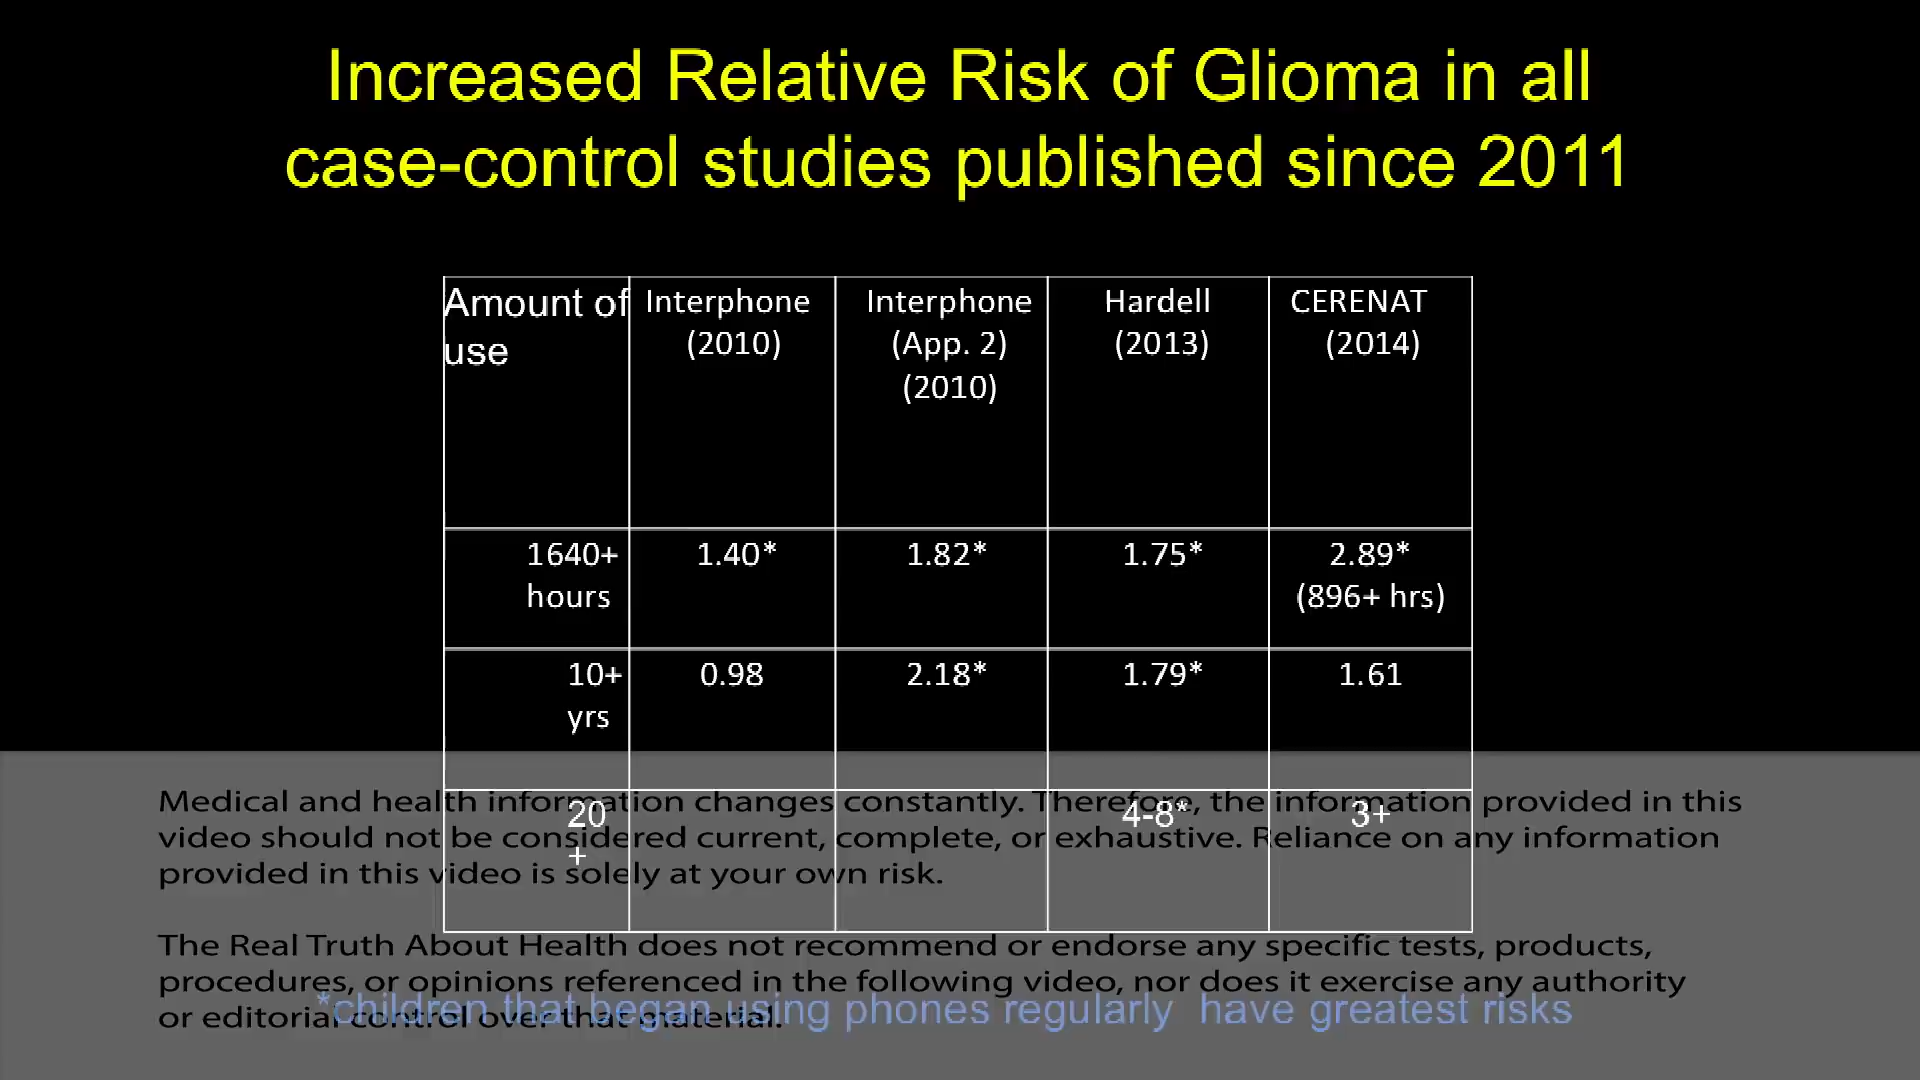 Increased Relative Risk of Glioma in all
case-control studies published since 2011
Amount of use
Interphone (2010)
Interphone (App. 2) (2010)
Hardell (2013)
CERENAT (2014)
1640+ hours
1.40*
1.82*
1.75*
2.89* (896+ hrs)
10+ yrs
0.98
2.18*
1.79*
1.61
20 +
4-8*
3+
Medical and health information changes constantly. Therefore, the information provided in this
video should not be considered current, complete, or exhaustive. Reliance on any information
provided in this video is solely at your own risk.
The Real Truth About Health does not recommend or endorse any specific tests, products,
procedures, or opinions referenced in the following video, nor does it exercise any authority
or editorial control over that material.
*children that began using phones regularly have greatest risks